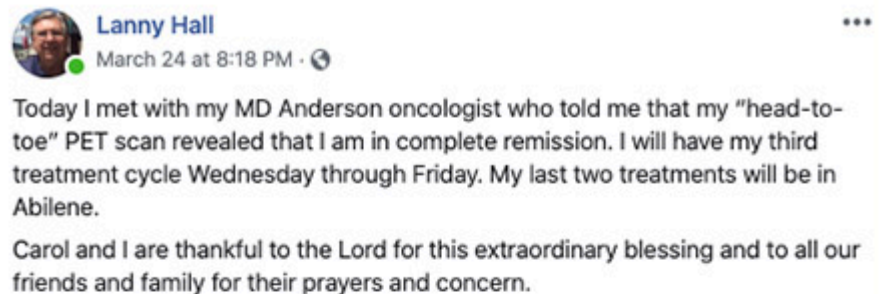 Lanny Hall
March 24 at 8:18 PM ·
Today I met with my MD Anderson oncologist who told me that my “head-to-
toe” PET scan revealed that I am in complete remission. I will have my third
treatment cycle Wednesday through Friday. My last two treatments will be in
Abilene.
Carol and I are thankful to the Lord for this extraordinary blessing and to all our
friends and family for their prayers and concern.